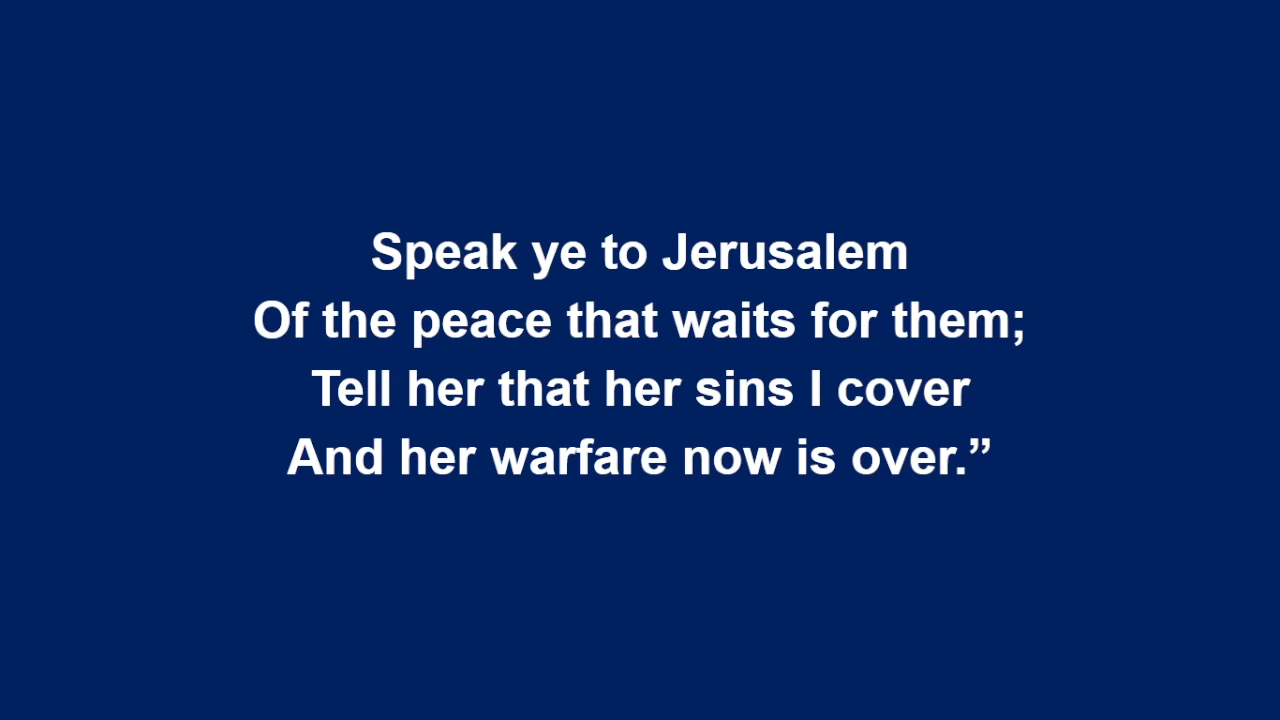 Speak ye to Jerusalem
Of the peace that waits for them;
Tell her that her sins I cover
And her warfare now is over.”